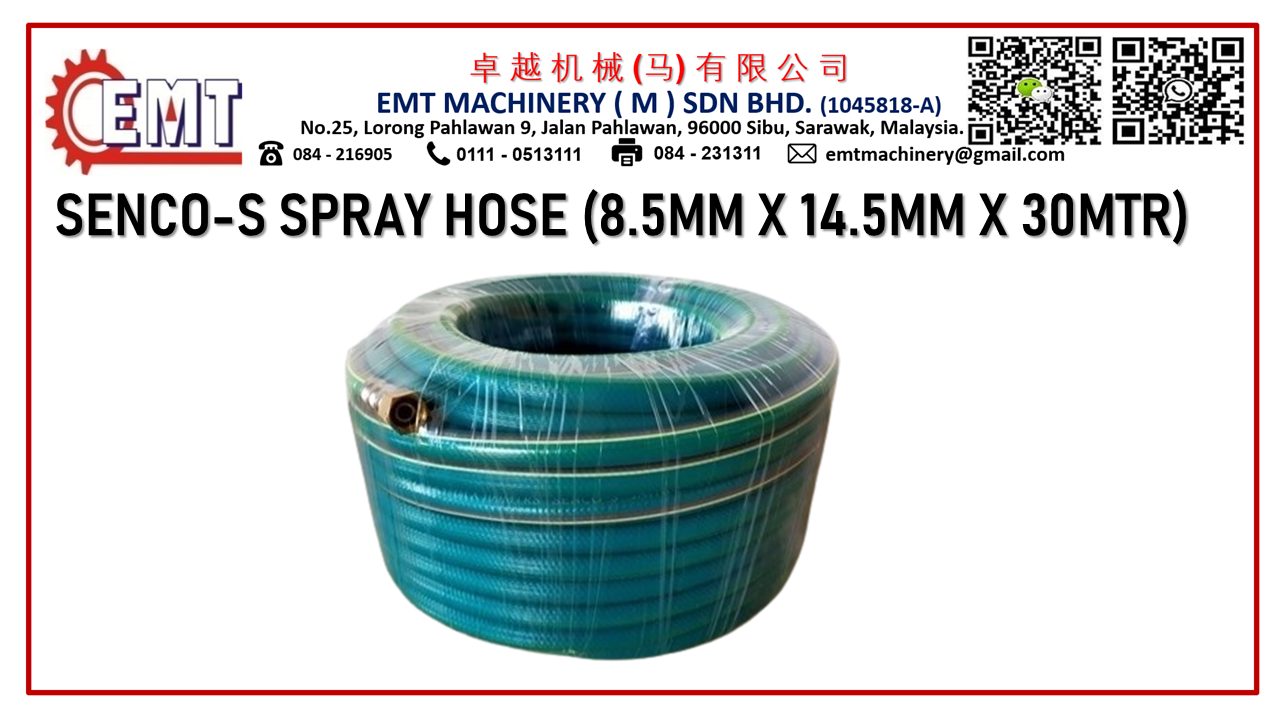 EMT
卓越机械(马)有限公司
EMT MACHINERY ( M ) SDN BHD. (1045818-A)
No.25, Lorong Pahlawan 9, Jalan Pahlawan, 96000 Sibu, Sarawak, Malaysia.
084 - 216905 0111 - 0513111 084 - 231311 emtmachinery@gmail.com
SENCO-S SPRAY HOSE (8.5MM X 14.5MM X 30MTR)